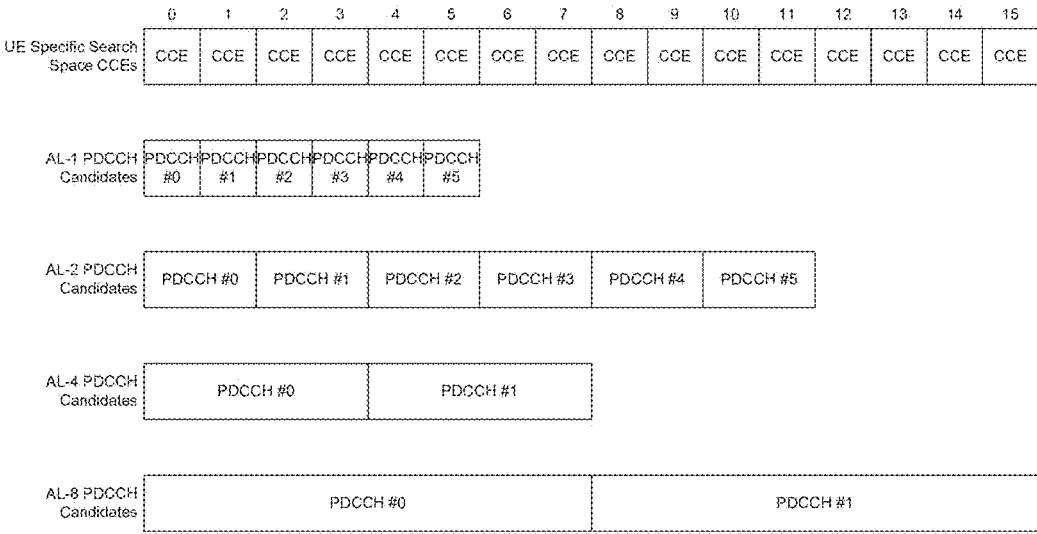 0 1 2 3 4 5 6 7 8 9 10 11 12 13 14 15
UE Specific Search
Space CCEs
CCE CCE CCE CCE CCE CCE CCE CCE CCE CCE CCE CCE CCE CCE CCE CCE
AL-1 PDCCH
Candidates
PDCCH PDCCH PDCCH PDCCH PDCCH PDCCH
#0 #1 #2 #3 #4 #5
AL-2 PDCCH
Candidates
PDCCH #0 PDCCH #1 PDCCH #2 PDCCH #3 PDCCH #4 PDCCH #5
AL-4 PDCCH
Candidates
PDCCH #0 PDCCH #1
AL-8 PDCCH
Candidates
PDCCH #0 PDCCH #1